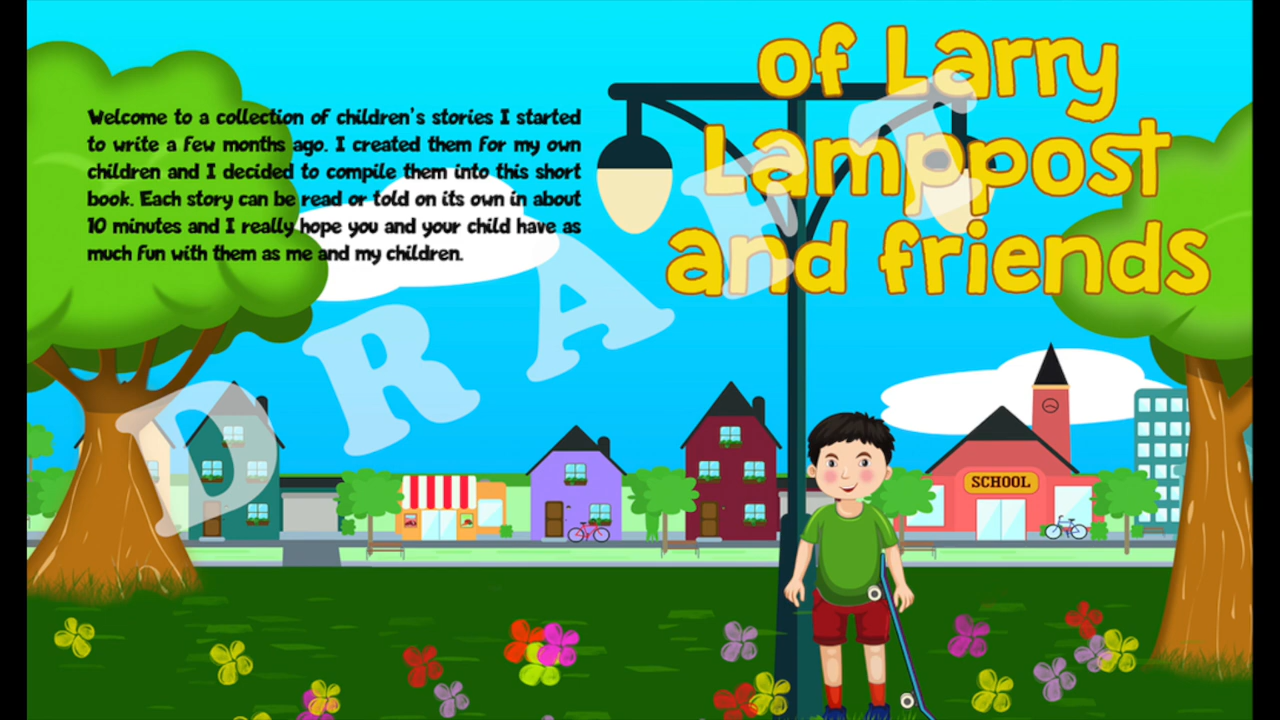 Welcome to a collection of children's stories I started
to write a few months ago. I created them for my own
children and I decided to compile them into this short
book. Each story can be read or told on its own in about
10 minutes and I really hope you and your child have as
much fun with them as me and my children.
of Larry
Lamppost
and friends
DRAFT
SCHOOL